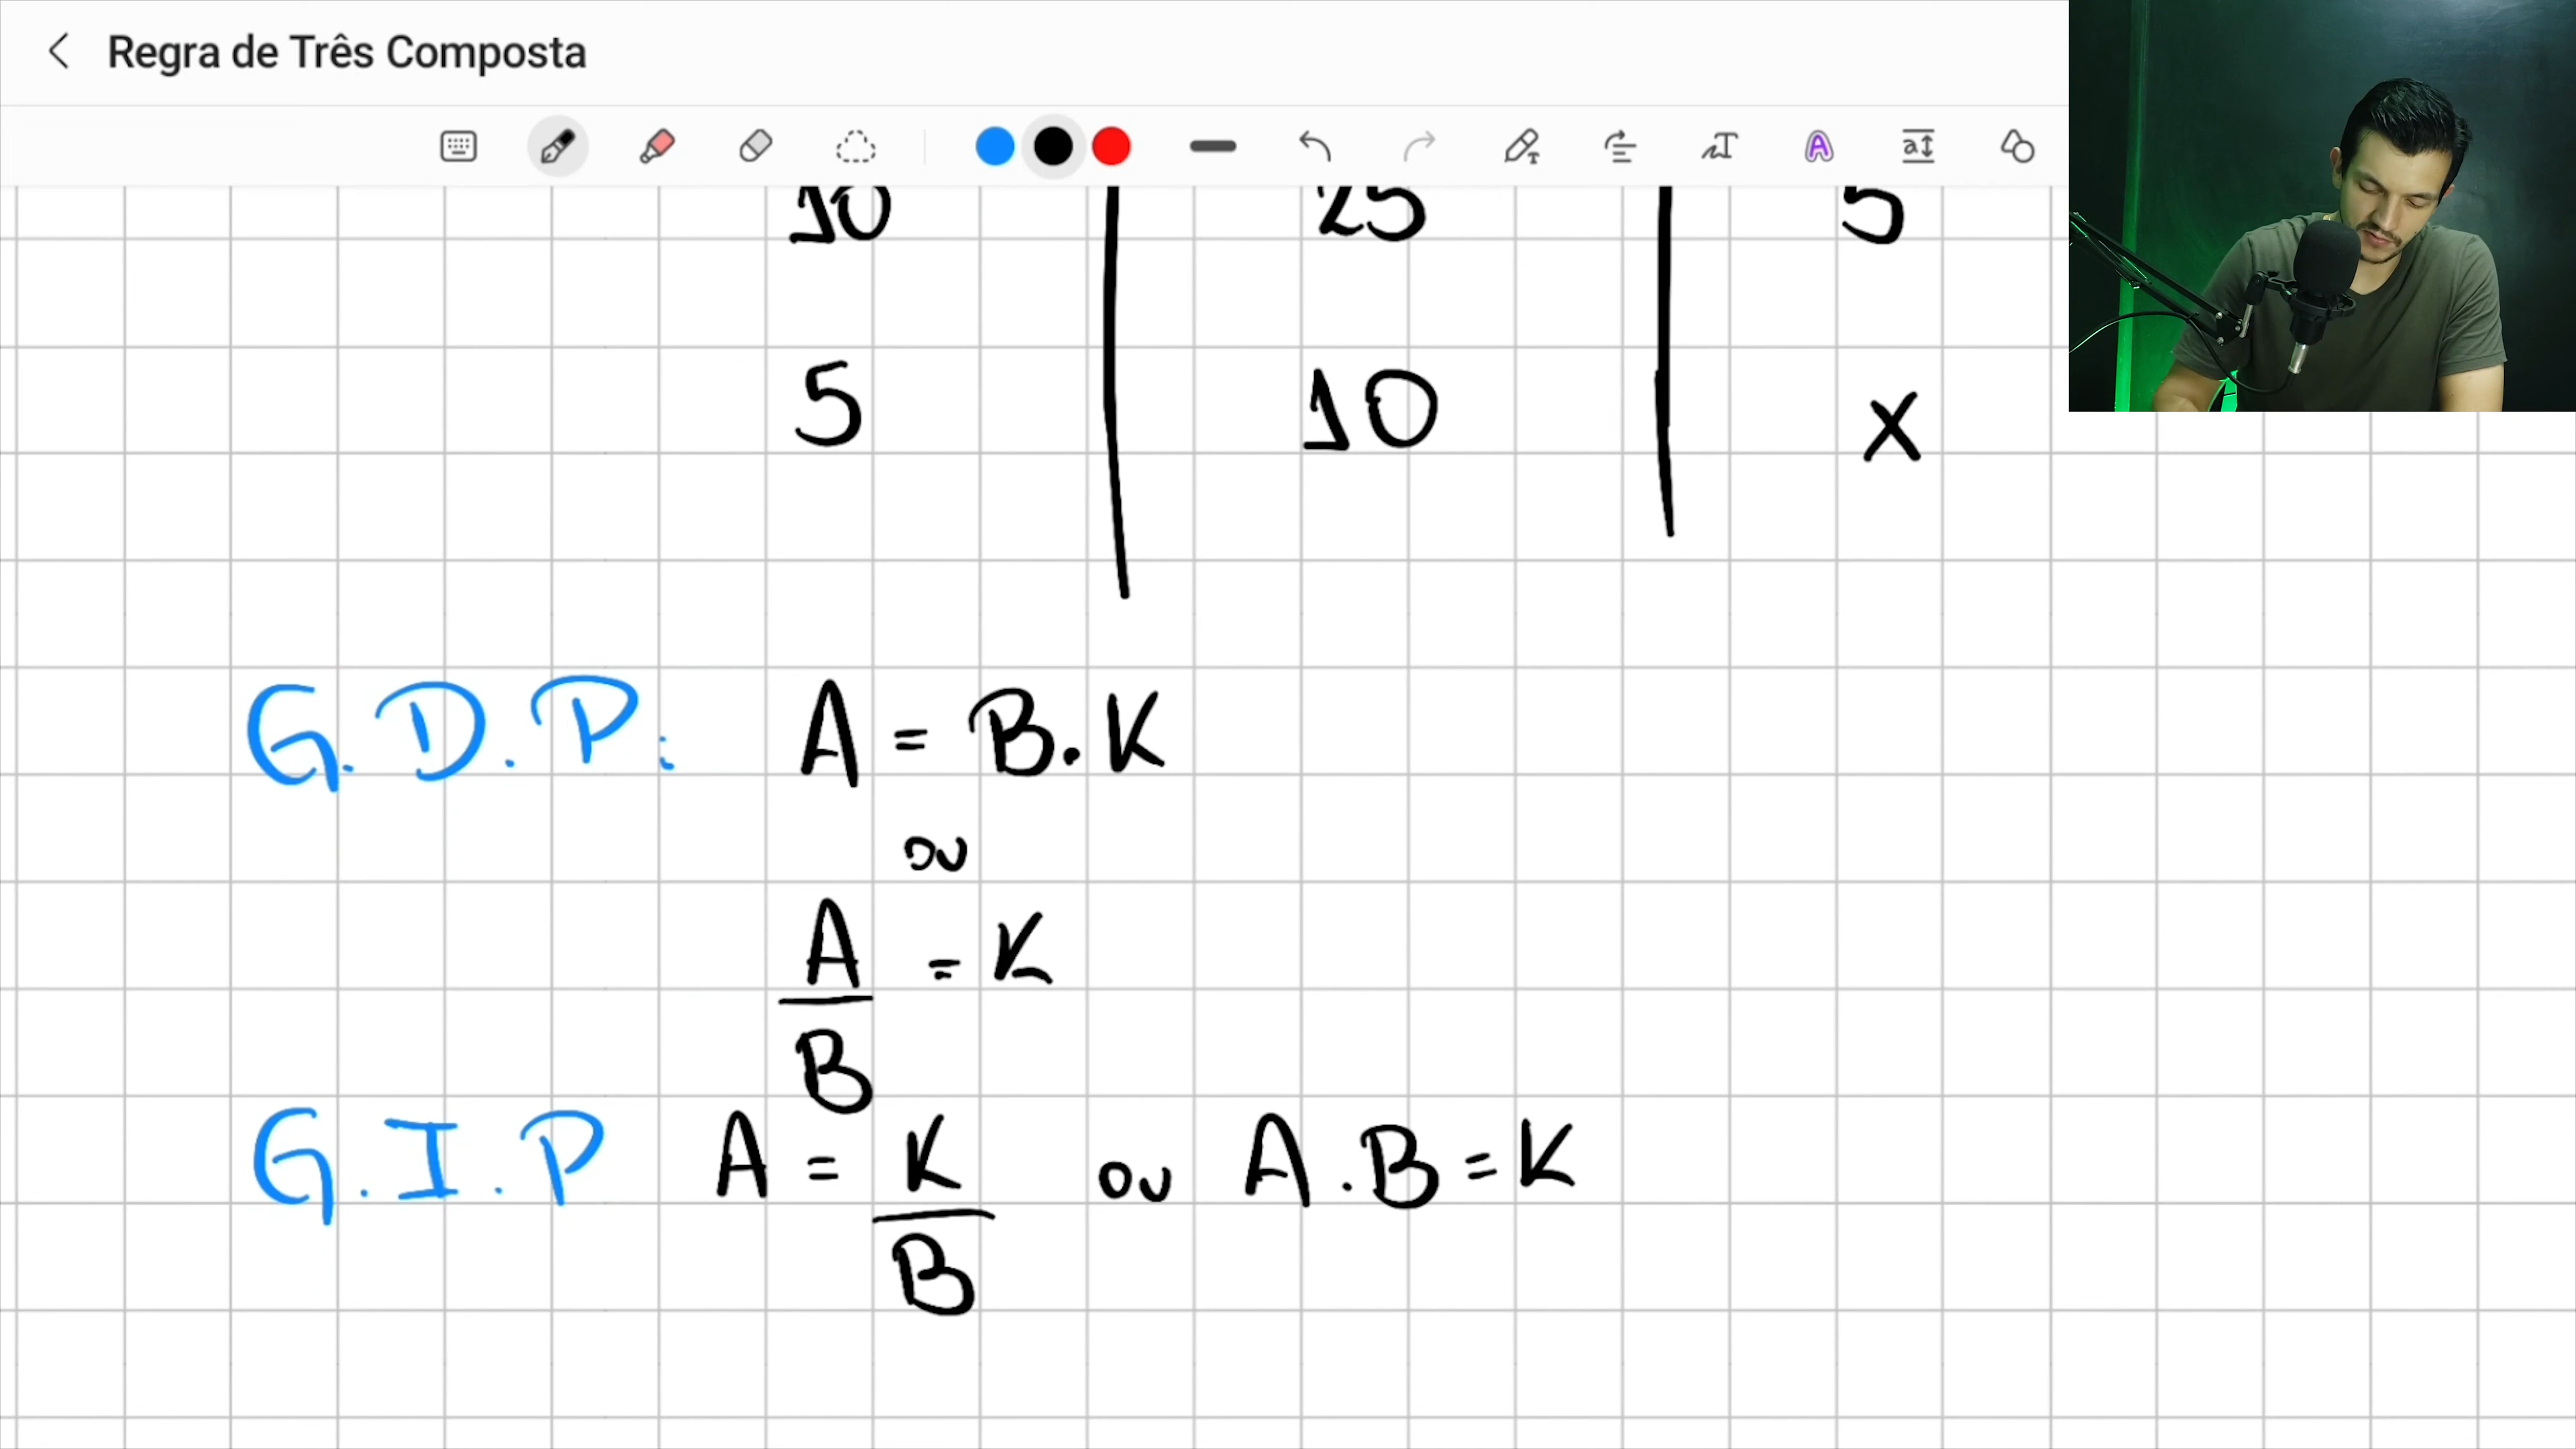 Regra de Três Composta
10 25 5
5 10 x
G.D.P: A = B.K
ou
A = K
B
G.I.P A = K ou A.B = K
B